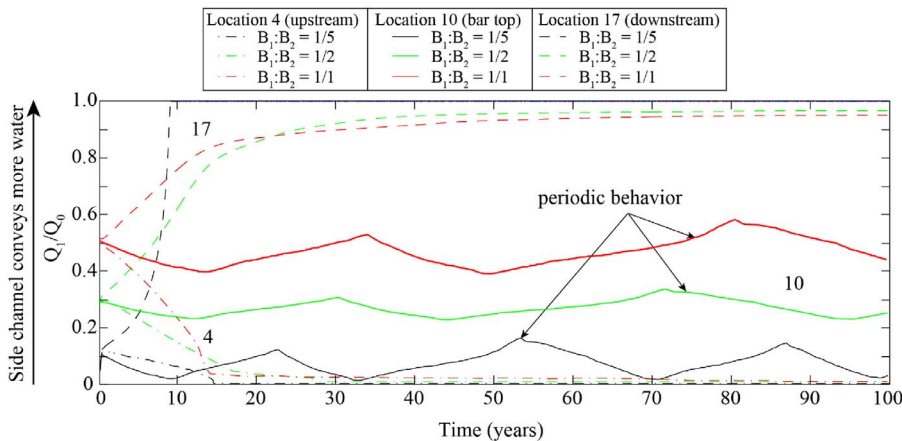 Location 4 (upstream) Location 10 (bar top) Location 17 (downstream)
B₁:B₂ = 1/5 B₁:B₂ = 1/5 B₁:B₂ = 1/5
B₁:B₂ = 1/2 B₁:B₂ = 1/2 B₁:B₂ = 1/2
B₁:B₂ = 1/1 B₁:B₂ = 1/1 B₁:B₂ = 1/1
Side channel conveys more water
Q₁/Q₀
1.0
0.8
0.6
0.4
0.2
0
17
periodic behavior
10
4
0 10 20 30 40 50 60 70 80 90 100
Time (years)